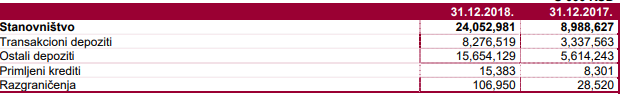 31.12.2018. 31.12.2017.
Stanovništvo 24,052,981 8,988,627
Transakcioni depoziti 8,276,519 3,337,563
Ostali depoziti 15,654,129 5,614,243
Primljeni krediti 15,383 8,301
Razgraničenja 106,950 28,520